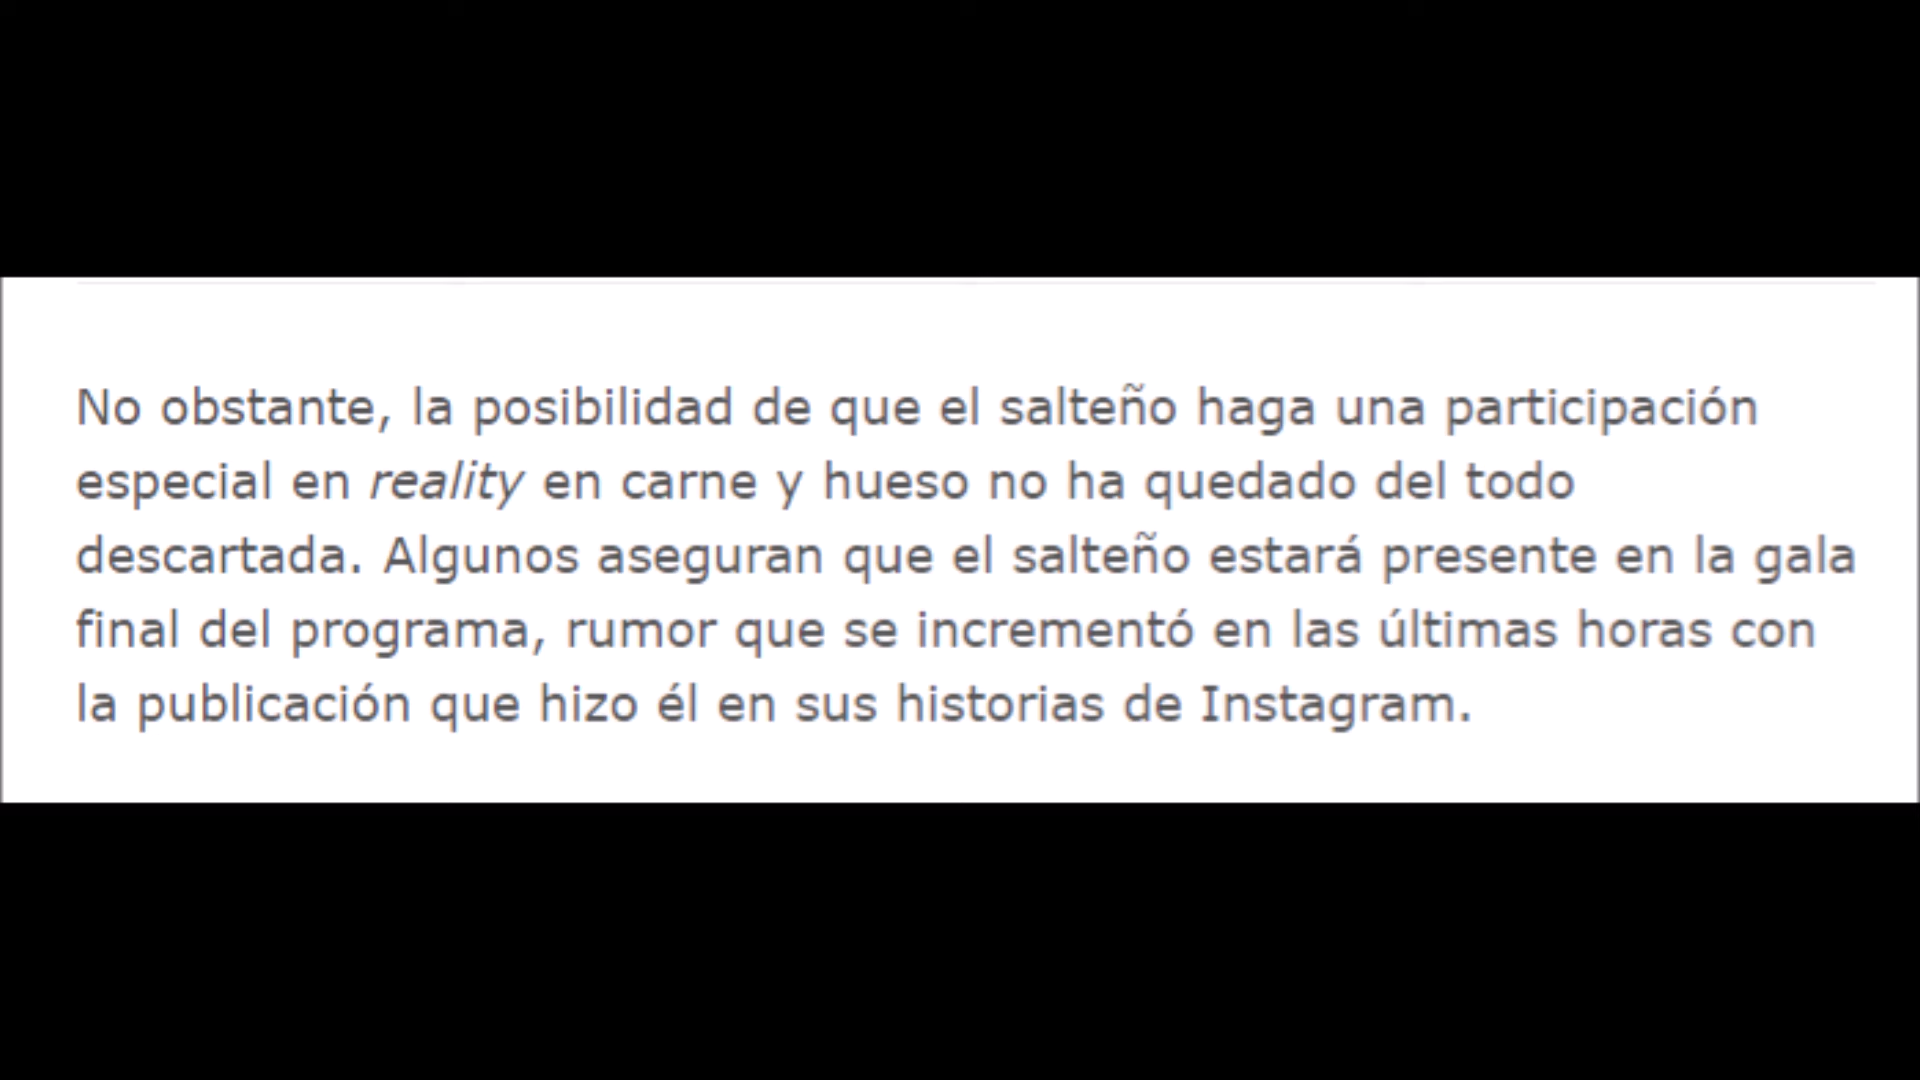 No obstante, la posibilidad de que el salteño haga una participación
especial en reality en carne y hueso no ha quedado del todo
descartada. Algunos aseguran que el salteño estará presente en la gala
final del programa, rumor que se incrementó en las últimas horas con
la publicación que hizo él en sus historias de Instagram.